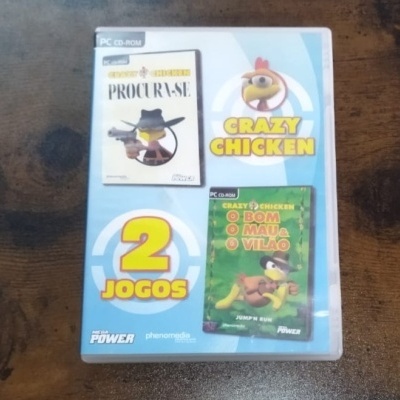 PC CD-ROM
PC CD-ROM
CRAZY CHICKEN
PROCURA-SE
CRAZY
CHICKEN
PC CD-ROM
CRAZY CHICKEN
O BOM
O MAU &
O VILÃO
JUMP'N RUN
2
JOGOS
POWER
phenomedia
POWER